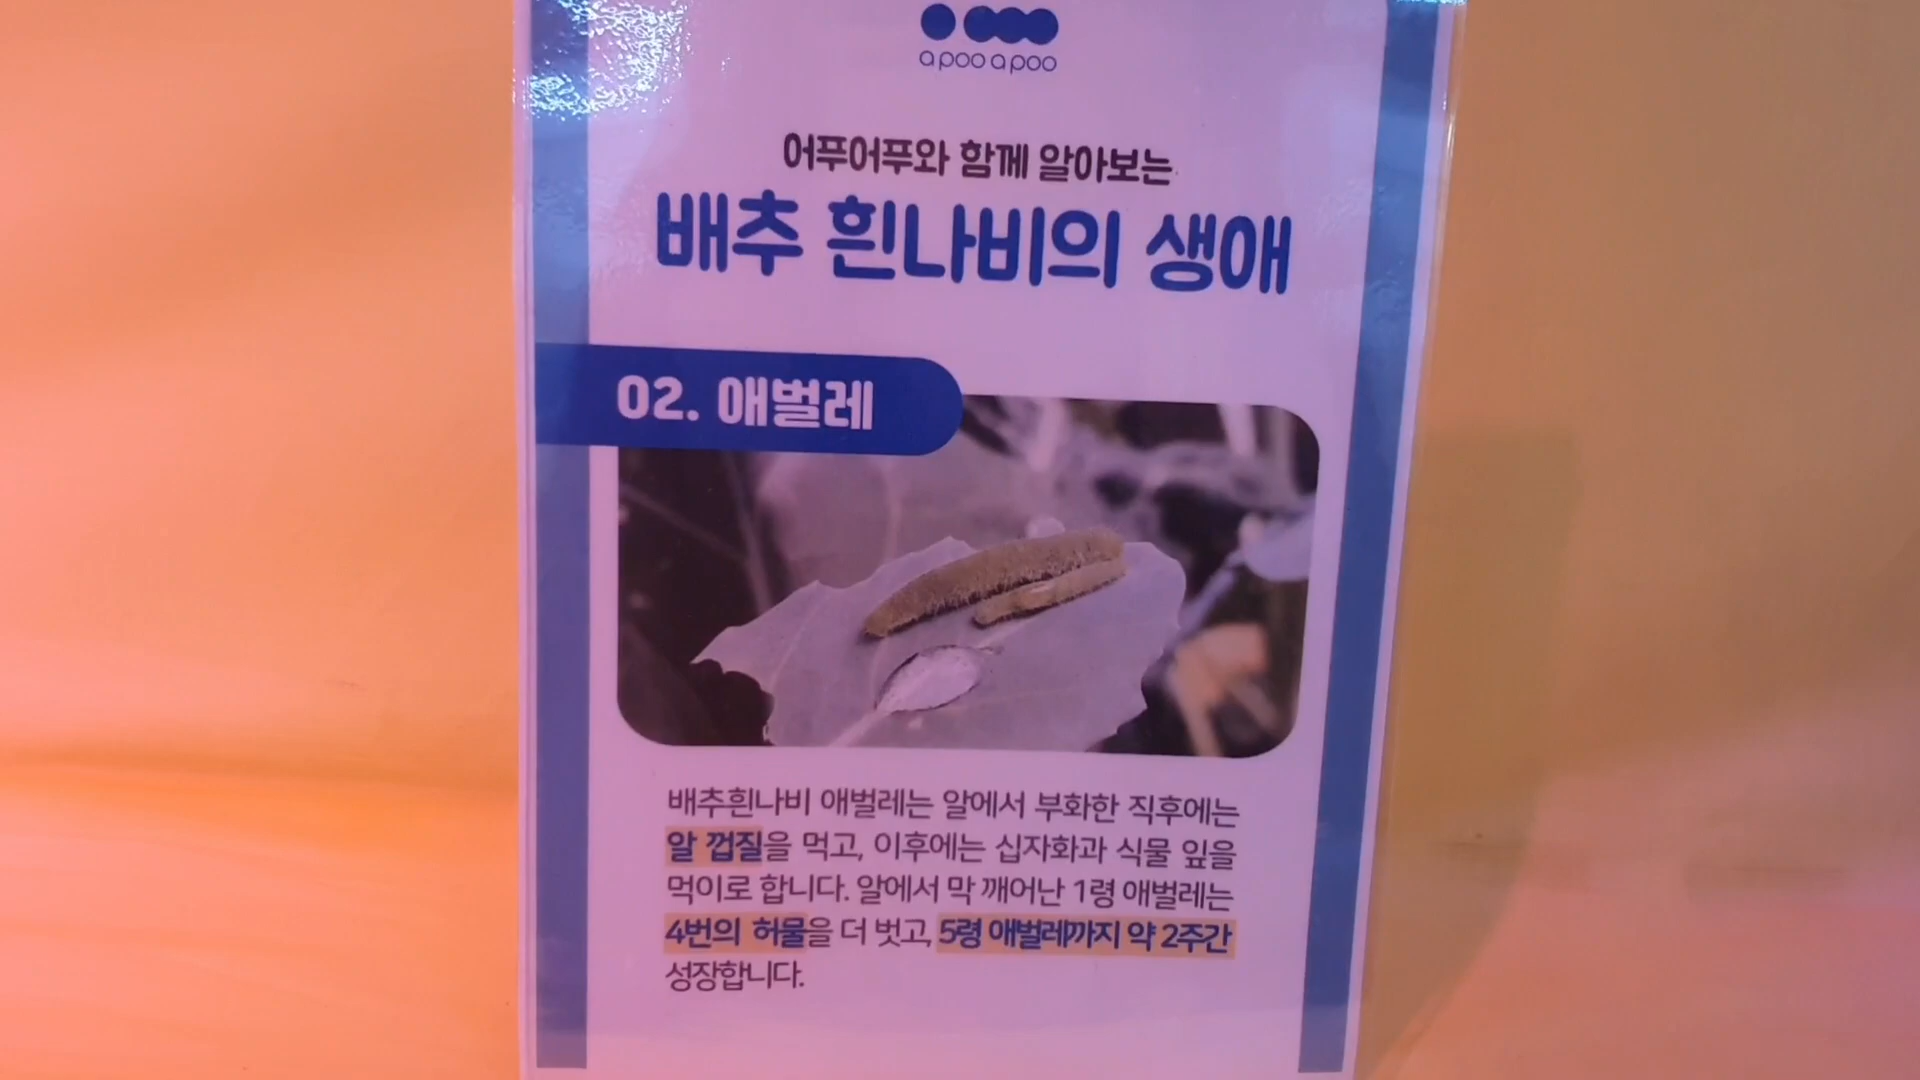 a poo a poo
어푸어푸와 함께 알아보는
배추 흰나비의 생애
02. 애벌레
배추흰나비 애벌레는 알에서 부화한 직후에는
알 껍질을 먹고, 이후에는 십자화과 식물 잎을
먹이로 합니다. 알에서 막 깨어난 1령 애벌레는
4번의 허물을 더 벗고, 5령 애벌레까지 약 2주간
성장합니다.